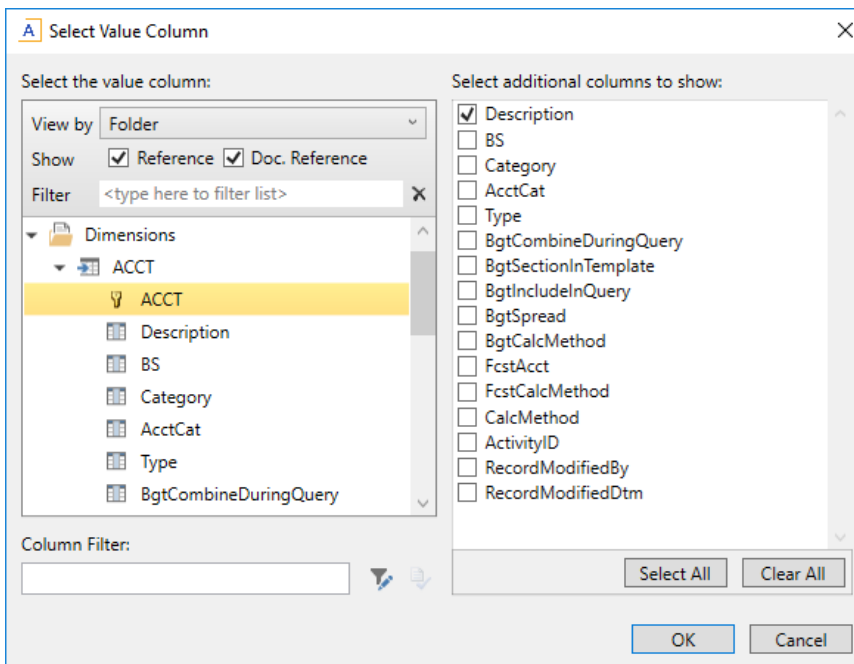 A Select Value Column
Select the value column:
View by Folder
Show Reference Doc. Reference
Filter <type here to filter list>
Dimensions
ACCT
ACCT
Description
BS
Category
AcctCat
Type
BgtCombineDuringQuery
Column Filter:
Select additional columns to show:
Description
BS
Category
AcctCat
Type
BgtCombineDuringQuery
BgtSectionInTemplate
BgtIncludeInQuery
BgtSpread
BgtCalcMethod
FcstAcct
FcstCalcMethod
CalcMethod
ActivityID
RecordModifiedBy
RecordModifiedDtm
Select All Clear All
OK Cancel